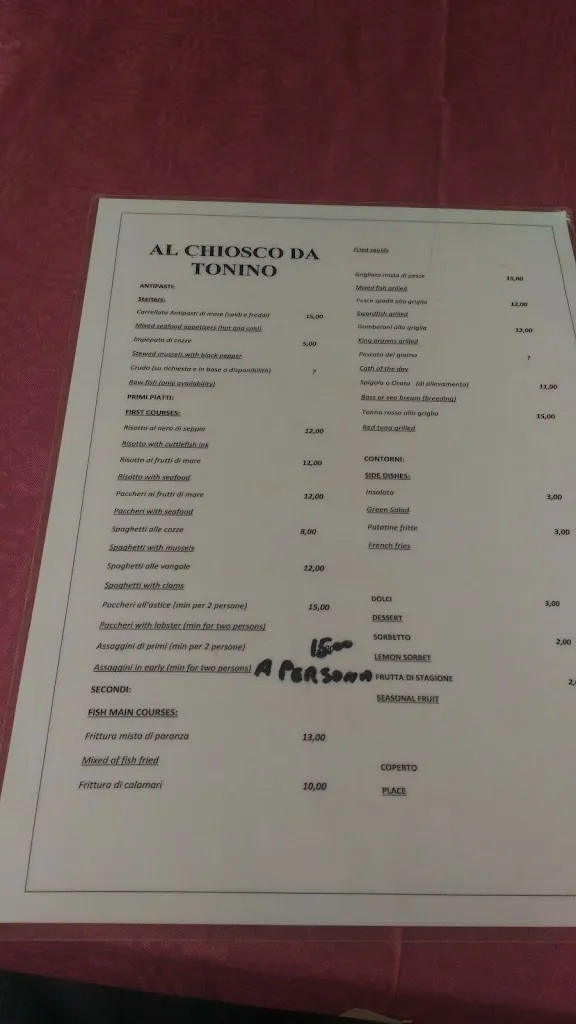 AL CHIOSCO DA
TONINO
ANTIPASTI:
Starters:
Carrellate Antipasti di mare (caldi e freddi) 15,00
Mixed seafood appetizers (hot and cold)
Impepata di cozze 5,00
Stewed mussels with black pepper
Crudo (su richiesta e in base a disponibilità) ?
Raw fish (only availability)
PRIMI PIATTI:
FIRST COURSES:
Risotto al nero di seppia 12,00
Risotto with cuttlefish ink
Risotto ai frutti di mare 12,00
Risotto with seafood
Paccheri ai frutti di mare 12,00
Paccheri with seafood
Spaghetti alle cozze 8,00
Spaghetti with mussels
Spaghetti alle vongole 12,00
Spaghetti with clams
Paccheri all'astice (min per 2 persone) 15,00
Paccheri with lobster (min for two persons)
Assaggini di primi (min per 2 persone) 15,00
Assaggini in early (min for two persons) A PERSONA
SECONDI:
FISH MAIN COURSES:
Frittura mista di paranza 13,00
Mixed of fish fried
Frittura di calamari 10,00
Fried squids
Grigliata mista di pesce 15,00
Mixed fish grilled
Pesce spada alla griglia 12,00
Swordfish grilled
Gamberoni alla griglia 12,00
King prawns grilled
Pescato del giorno ?
Cath of the day
Spigola o Orata (di allevamento) 11,00
Bass or sea bream (breeding)
Tonno rosso alla griglia 15,00
Red tuna grilled
CONTORNI:
SIDE DISHES:
Insalata 3,00
Green Salad
Patatine fritte 3,00
French fries
DOLCI 3,00
DESSERT
SORBETTO 2,00
LEMON SORBET
FRUTTA DI STAGIONE
SEASONAL FRUIT
COPERTO
PLACE